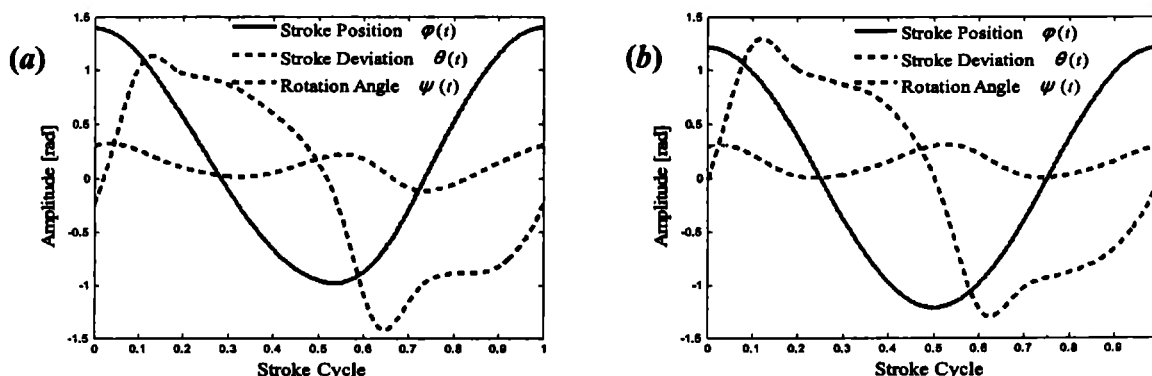 (a)
Amplitude [rad]
1.5
1
0.5
0
-0.5
-1
-1.5
Stroke Position φ(t)
Stroke Deviation θ(t)
Rotation Angle ψ(t)
0 0.1 0.2 0.3 0.4 0.5 0.6 0.7 0.8 0.9 1
Stroke Cycle
(b)
Amplitude [rad]
1.5
1
0.5
0
-0.5
-1
-1.5
Stroke Position φ(t)
Stroke Deviation θ(t)
Rotation Angle ψ(t)
0 0.1 0.2 0.3 0.4 0.5 0.6 0.7 0.8 0.9
Stroke Cycle